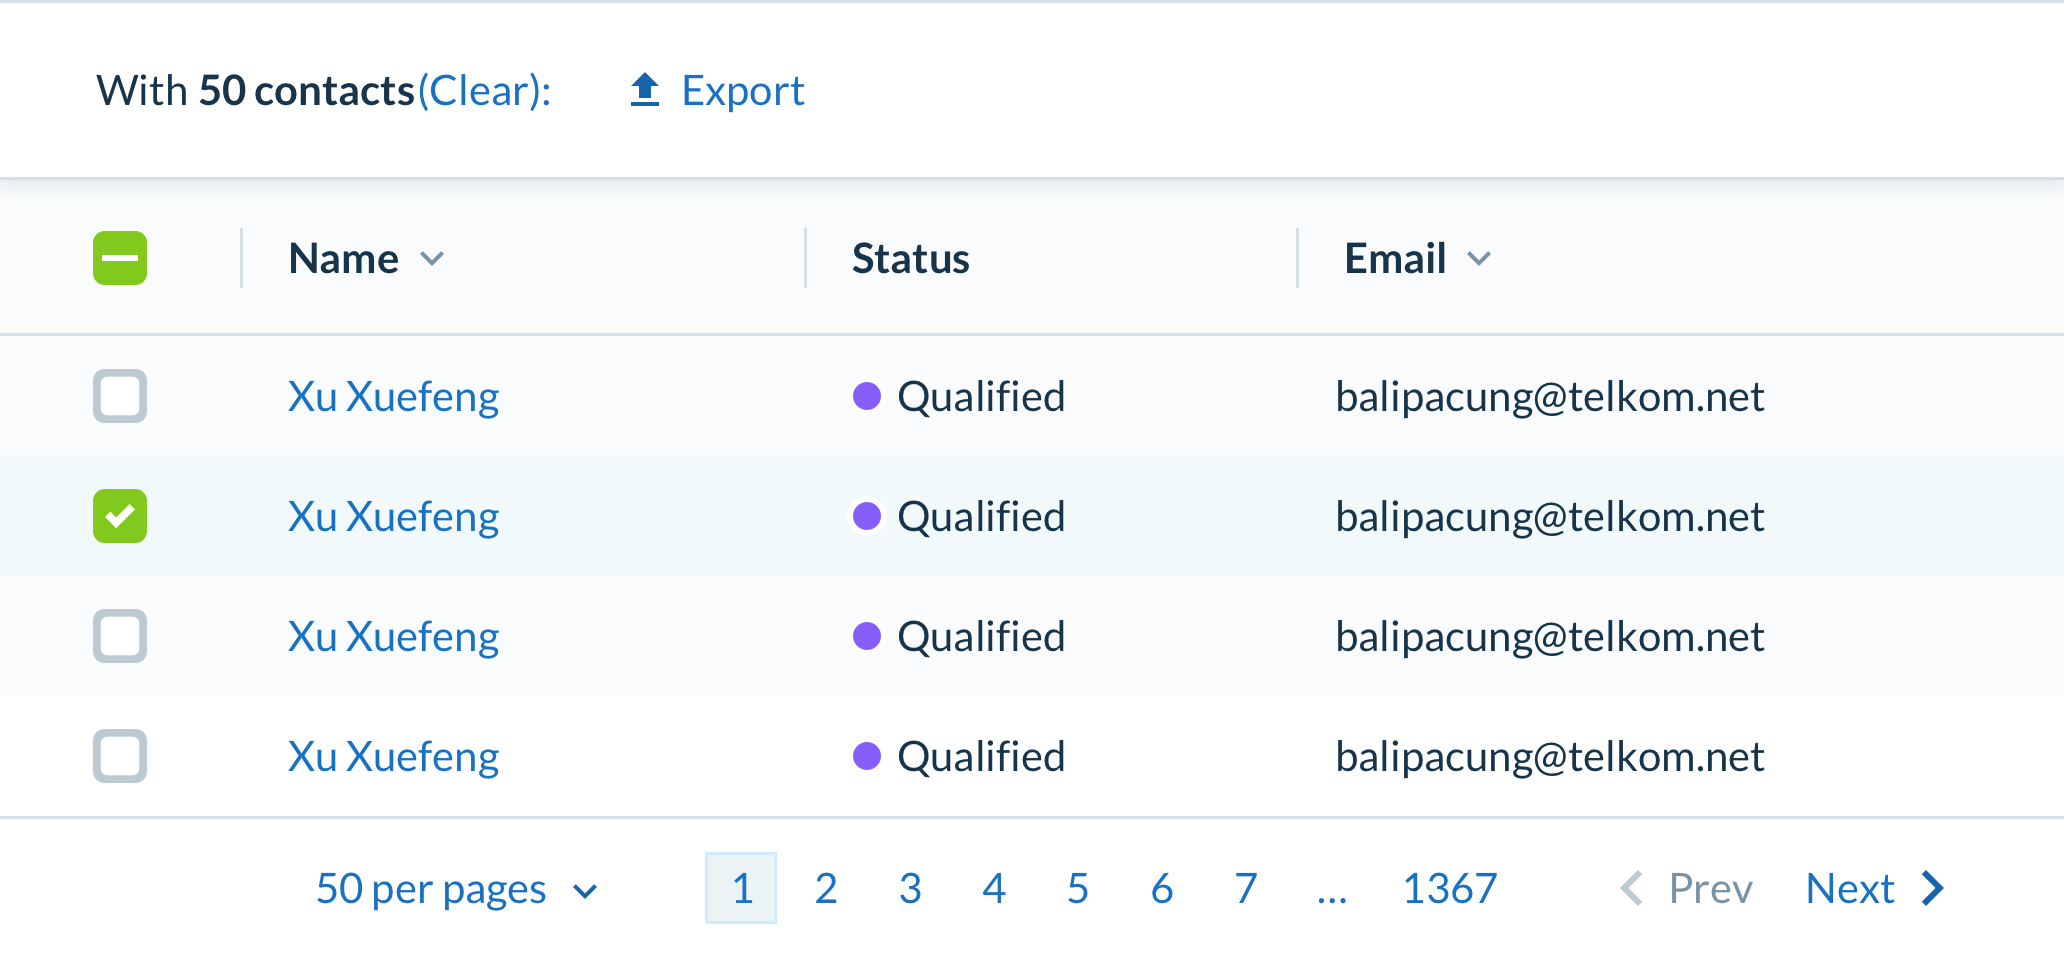 With 50 contacts(Clear): Export
Name Status Email
Xu Xuefeng Qualified balipacung@telkom.net
Xu Xuefeng Qualified balipacung@telkom.net
Xu Xuefeng Qualified balipacung@telkom.net
Xu Xuefeng Qualified balipacung@telkom.net
50 per pages 1 2 3 4 5 6 7 ... 1367 Prev Next